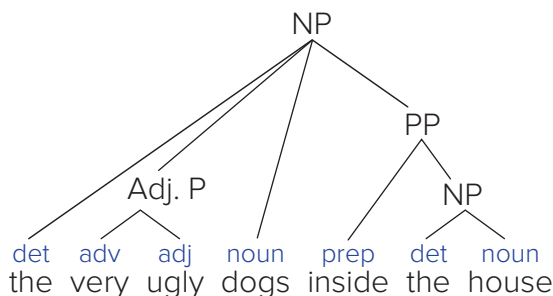 NP
PP
Adj. P
NP
det adv adj noun prep det noun
the very ugly dogs inside the house